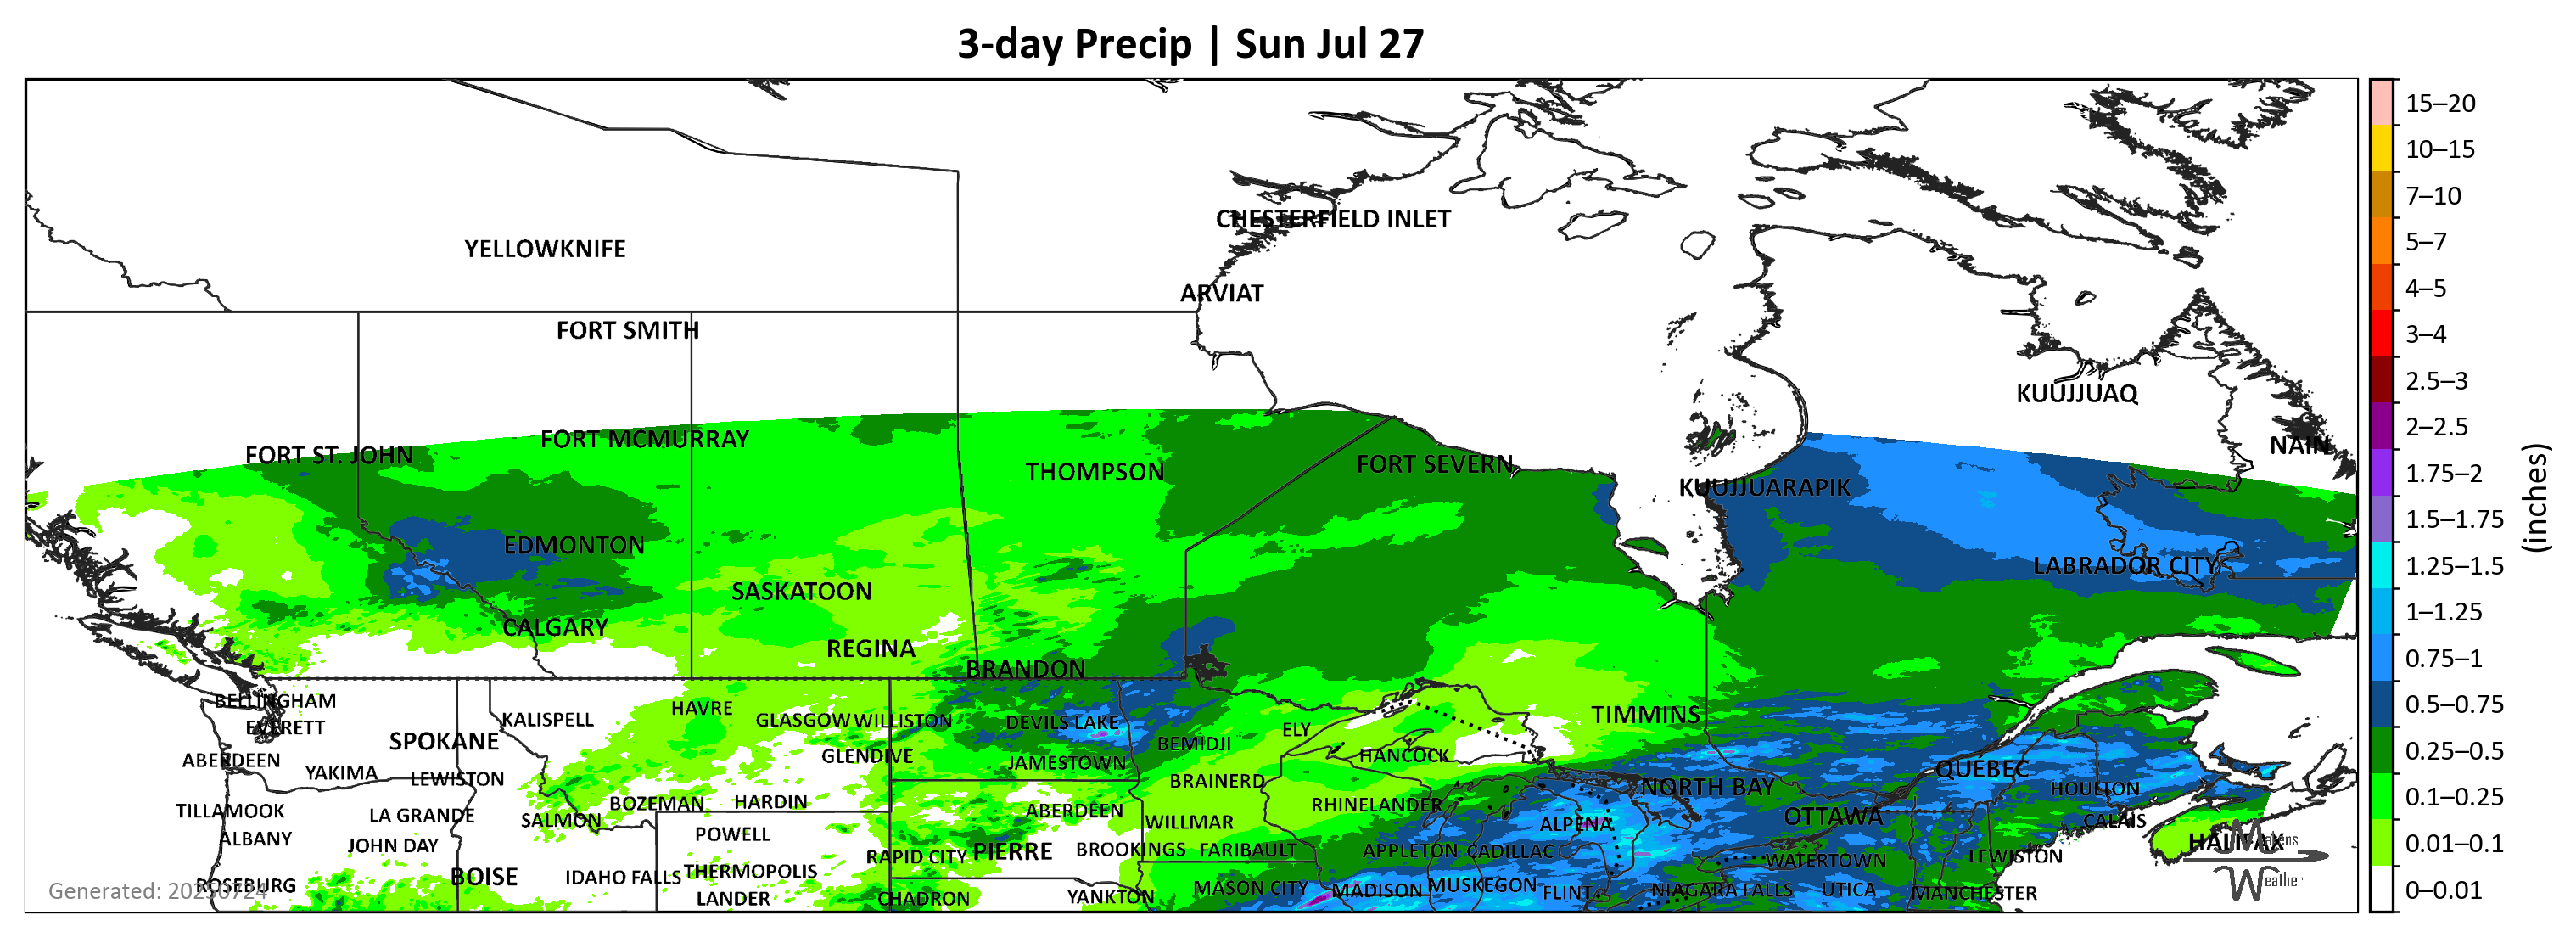 3-day Precip | Sun Jul 27
CHESTERFIELD INLET
YELLOWKNIFE
ARVIAT
FORT SMITH
KUUJJUAQ
FORT MCMURRAY
NAIN
FORT ST. JOHN
FORT SEVERN
THOMPSON
KUUJJUARAPIK
EDMONTON
LABRADOR CITY
SASKATOON
CALGARY
REGINA
BRANDON
BELLINGHAM
HAVRE
KALISPELL
GLASGOW WILLISTON
DEVILS LAKE
TIMMINS
EVERETT
ELY
SPOKANE
BEMIDJI
GLENDIVE
HANCOCK
ABERDEEN
JAMESTOWN
QUÉBEC
YAKIMA
LEWISTON
BRAINERD
NORTH BAY
HOULTON
BOZEMAN
HARDIN
RHINELANDER
TILLAMOOK
LA GRANDE
SALMON
ABERDEEN
WILLMAR
ALPENA
OTTAWA
CALAIS
ALBANY
JOHN DAY
POWELL
HALIFAX
RAPID CITY
PIERRE
BROOKINGS
FARIBAULT
APPLETON
CADILLAC
WATERTOWN
LEWISTON
BOISE
IDAHO FALLS
THERMOPOLIS
ROSEBURG
LANDER
CHADRON
YANKTON
MASON CITY
MADISON
MUSKEGON
FLINT
NIAGARA FALLS
UTICA
MANCHESTER
Generated: 20250724
Weather
15–20
10–15
7–10
5–7
4–5
3–4
2.5–3
2–2.5
1.75–2
1.5–1.75
1.25–1.5
1–1.25
0.75–1
0.5–0.75
0.25–0.5
0.1–0.25
0.01–0.1
0–0.01
(inches)